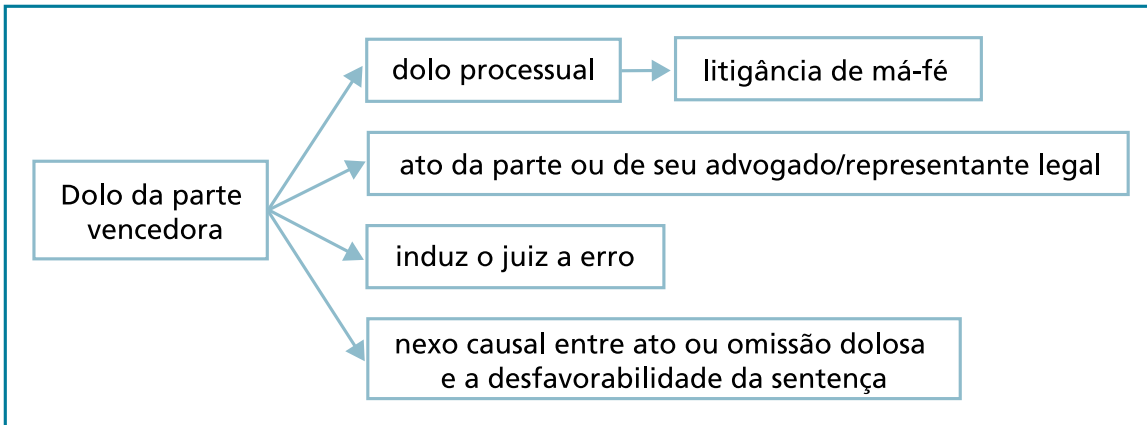 dolo processual
litigância de má-fé
ato da parte ou de seu advogado/representante legal
Dolo da parte
vencedora
induz o juiz a erro
nexo causal entre ato ou omissão dolosa
e a desfavorabilidade da sentença